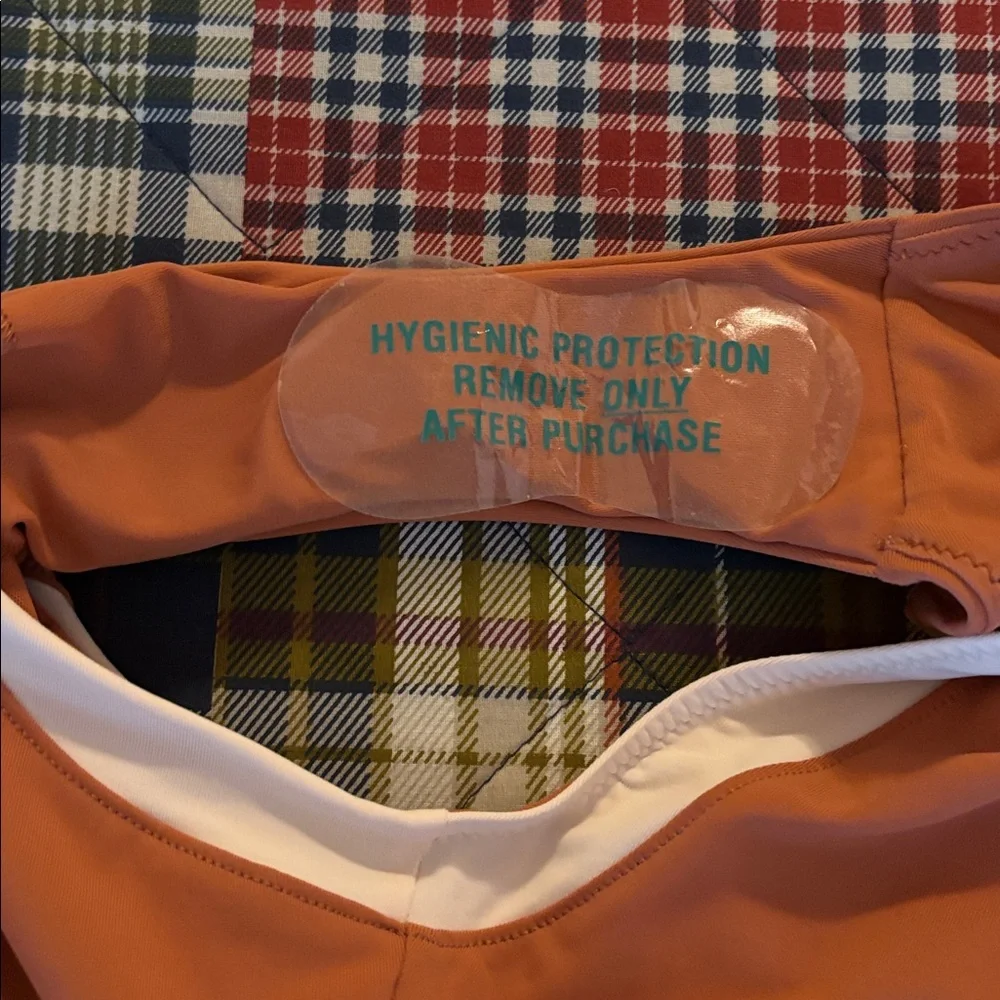 HYGIENIC PROTECTION
REMOVE ONLY
AFTER PURCHASE